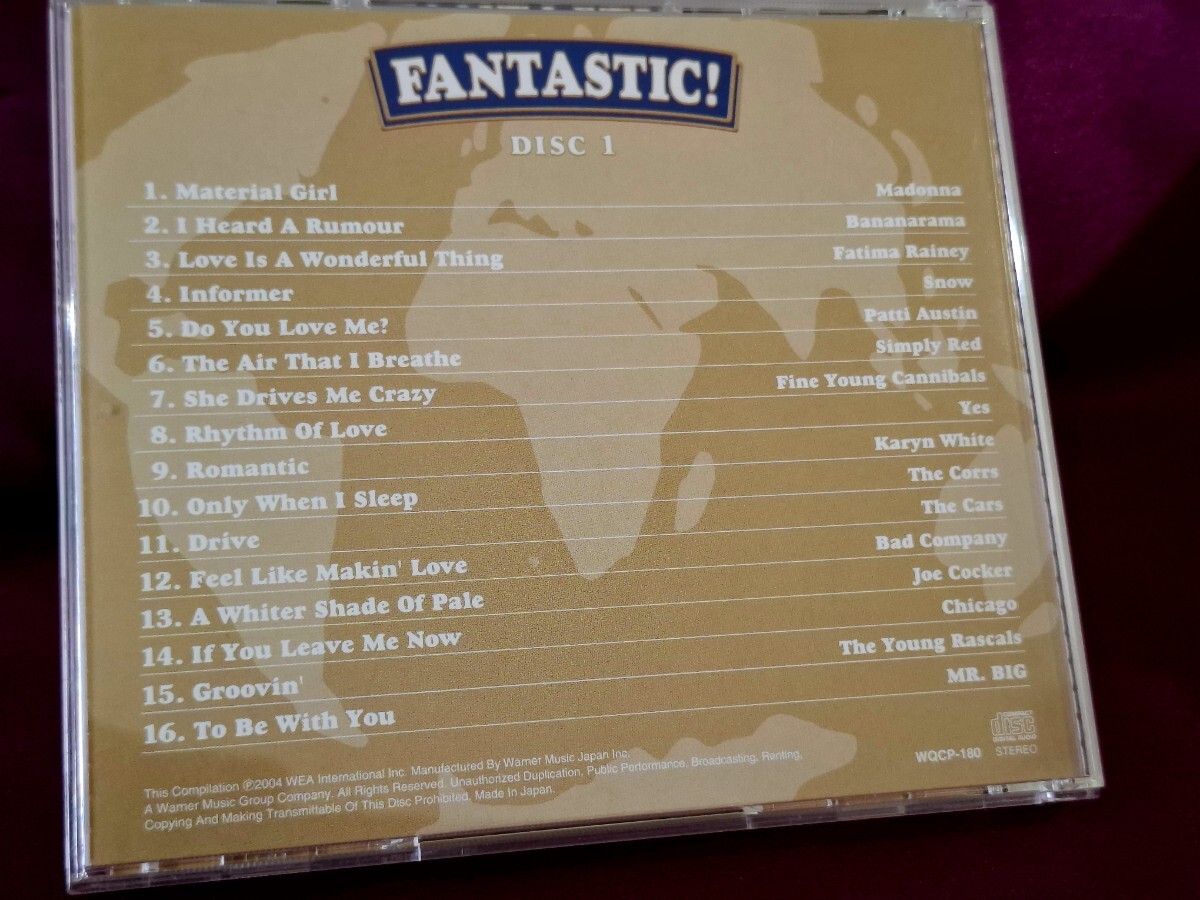 FANTASTIC!
DISC 1
1. Material Girl Madonna
2. I Heard A Rumour Bananarama
3. Love Is A Wonderful Thing Fatima Rainey
4. Informer Snow
5. Do You Love Me? Patti Austin
6. The Air That I Breathe Simply Red
7. She Drives Me Crazy Fine Young Cannibals
8. Rhythm Of Love Yes
9. Romantic Karyn White
10. Only When I Sleep The Corrs
11. Drive The Cars
12. Feel Like Makin' Love Bad Company
13. A Whiter Shade Of Pale Joe Cocker
14. If You Leave Me Now Chicago
15. Groovin' The Young Rascals
16. To Be With You MR. BIG
This Compilation ℗2004 WEA International Inc. Manufactured By Warner Music Japan Inc.
A Warner Music Group Company. All Rights Reserved. Unauthorized Duplication, Public Performance, Broadcasting, Renting,
Copying And Making Transmittable Of This Disc Prohibited. Made In Japan.
COMPACT
disc
DIGITAL AUDIO
WQCP-180 STEREO